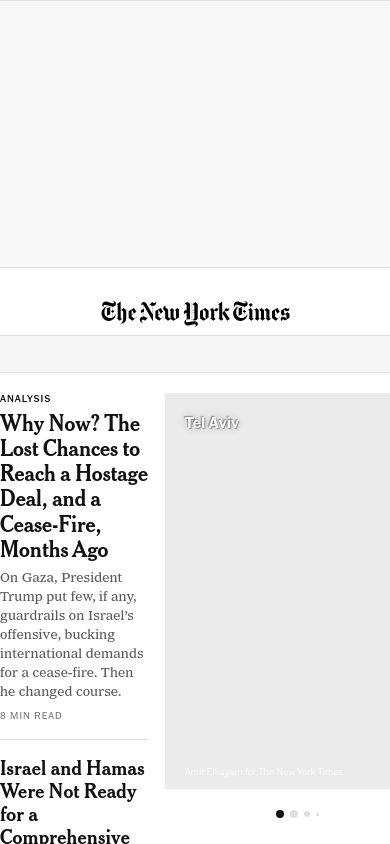 The New York Times
ANALYSIS
Why Now? The
Lost Chances to
Reach a Hostage
Deal, and a
Cease-Fire,
Months Ago
On Gaza, President
Trump put few, if any,
guardrails on Israel's
offensive, bucking
international demands
for a cease-fire. Then
he changed course.
8 MIN READ
Israel and Hamas
Were Not Ready
for a
Comprehensive
Tel Aviv
Amit Elkayam for The New York Times